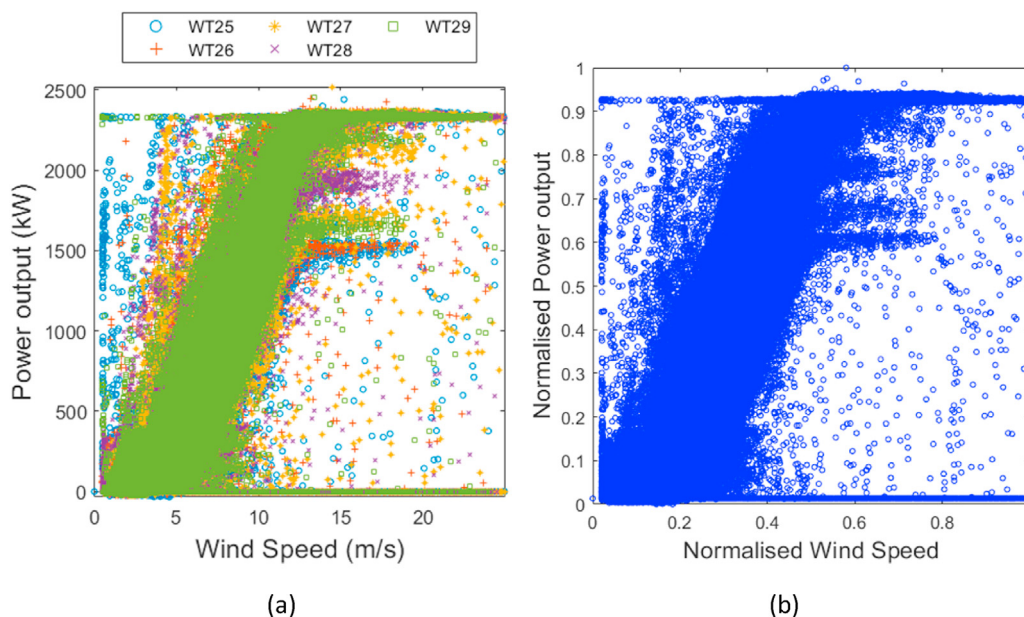 WT25 WT27 WT29
WT26 WT28
2500
2000
1500
1000
500
0
Power output (kW)
0 5 10 15 20
Wind Speed (m/s)
(a)
1
0.9
0.8
0.7
0.6
0.5
0.4
0.3
0.2
0.1
0
Normalised Power output
0 0.2 0.4 0.6 0.8
Normalised Wind Speed
(b)